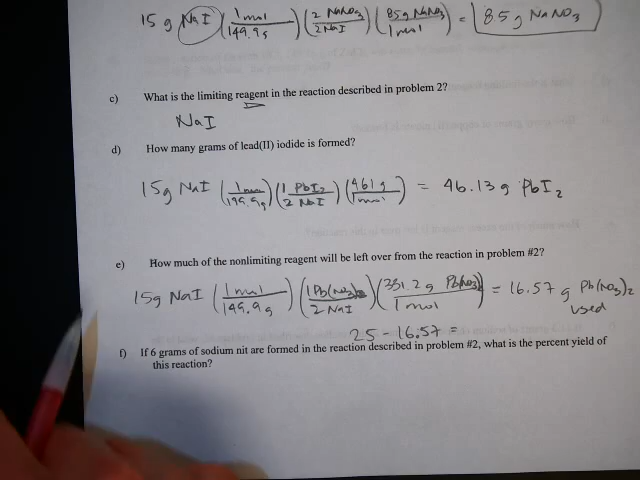 15 g NaI (1 mol / 149.9 g) (2 NaNO3 / 2 NaI) (85 g NaNO3 / 1 mol) = 8.5 g NaNO3
c) What is the limiting reagent in the reaction described in problem 2?
NaI
d) How many grams of lead(II) iodide is formed?
15g NaI (1 mol / 149.9g) (1 PbI2 / 2 NaI) (461 g / 1 mol) = 46.13 g PbI2
e) How much of the nonlimiting reagent will be left over from the reaction in problem #2?
15g NaI (1 mol / 149.9 g) (1 Pb(NO3)2 / 2 NaI) (331.2 g Pb(NO3)2 / 1 mol) = 16.57 g Pb(NO3)2
used
25 - 16.57 =
f) If 6 grams of sodium nit are formed in the reaction described in problem #2, what is the percent yield of
this reaction?